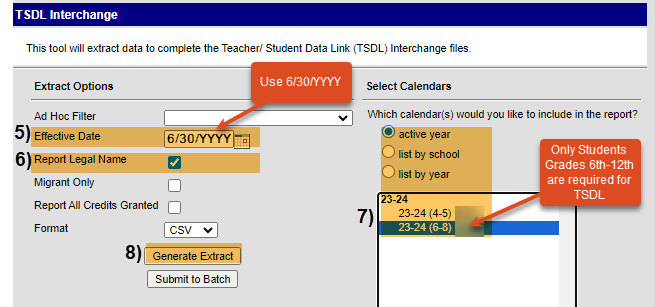 TSDL Interchange
This tool will extract data to complete the Teacher/ Student Data Link (TSDL) Interchange files.
Use 6/30/YYYY
Extract Options
Ad Hoc Filter
5) Effective Date 6/30/YYYY
6) Report Legal Name
Migrant Only
Report All Credits Granted
Format CSV
8) Generate Extract
Submit to Batch
Select Calendars
Which calendar(s) would you like to include in the report?
active year
list by school
list by year
Only Students
Grades 6th-12th
are required for
TSDL
7)
23-24
23-24 (4-5)
23-24 (6-8)